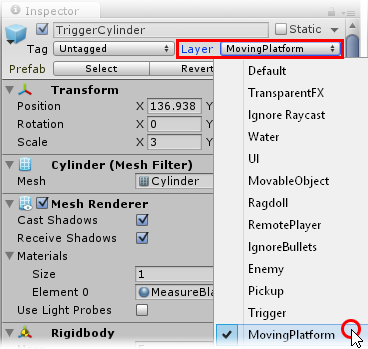 Inspector
TriggerCylinder Static
Tag Untagged Layer MovingPlatform
Prefab Select Revert
Transform
Position X 136.938 Y
Rotation X 0 Y
Scale X 3 Y
Cylinder (Mesh Filter)
Mesh Cylinder
Mesh Renderer
Cast Shadows
Receive Shadows
Materials
Size 1
Element 0 MeasureBla
Use Light Probes
Rigidbody
Default
TransparentFX
Ignore Raycast
Water
UI
MovableObject
Ragdoll
RemotePlayer
IgnoreBullets
Enemy
Pickup
Trigger
MovingPlatform